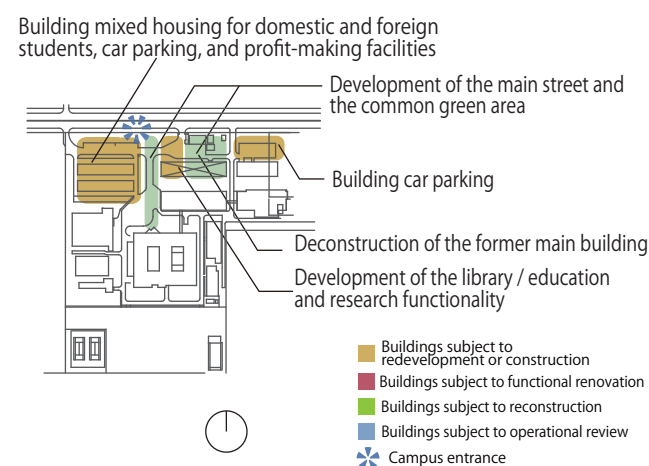 Building mixed housing for domestic and foreign
students, car parking, and profit-making facilities
Development of the main street and
the common green area
Building car parking
Deconstruction of the former main building
Development of the library / education
and research functionality
Buildings subject to
redevelopment or construction
Buildings subject to functional renovation
Buildings subject to reconstruction
Buildings subject to operational review
Campus entrance